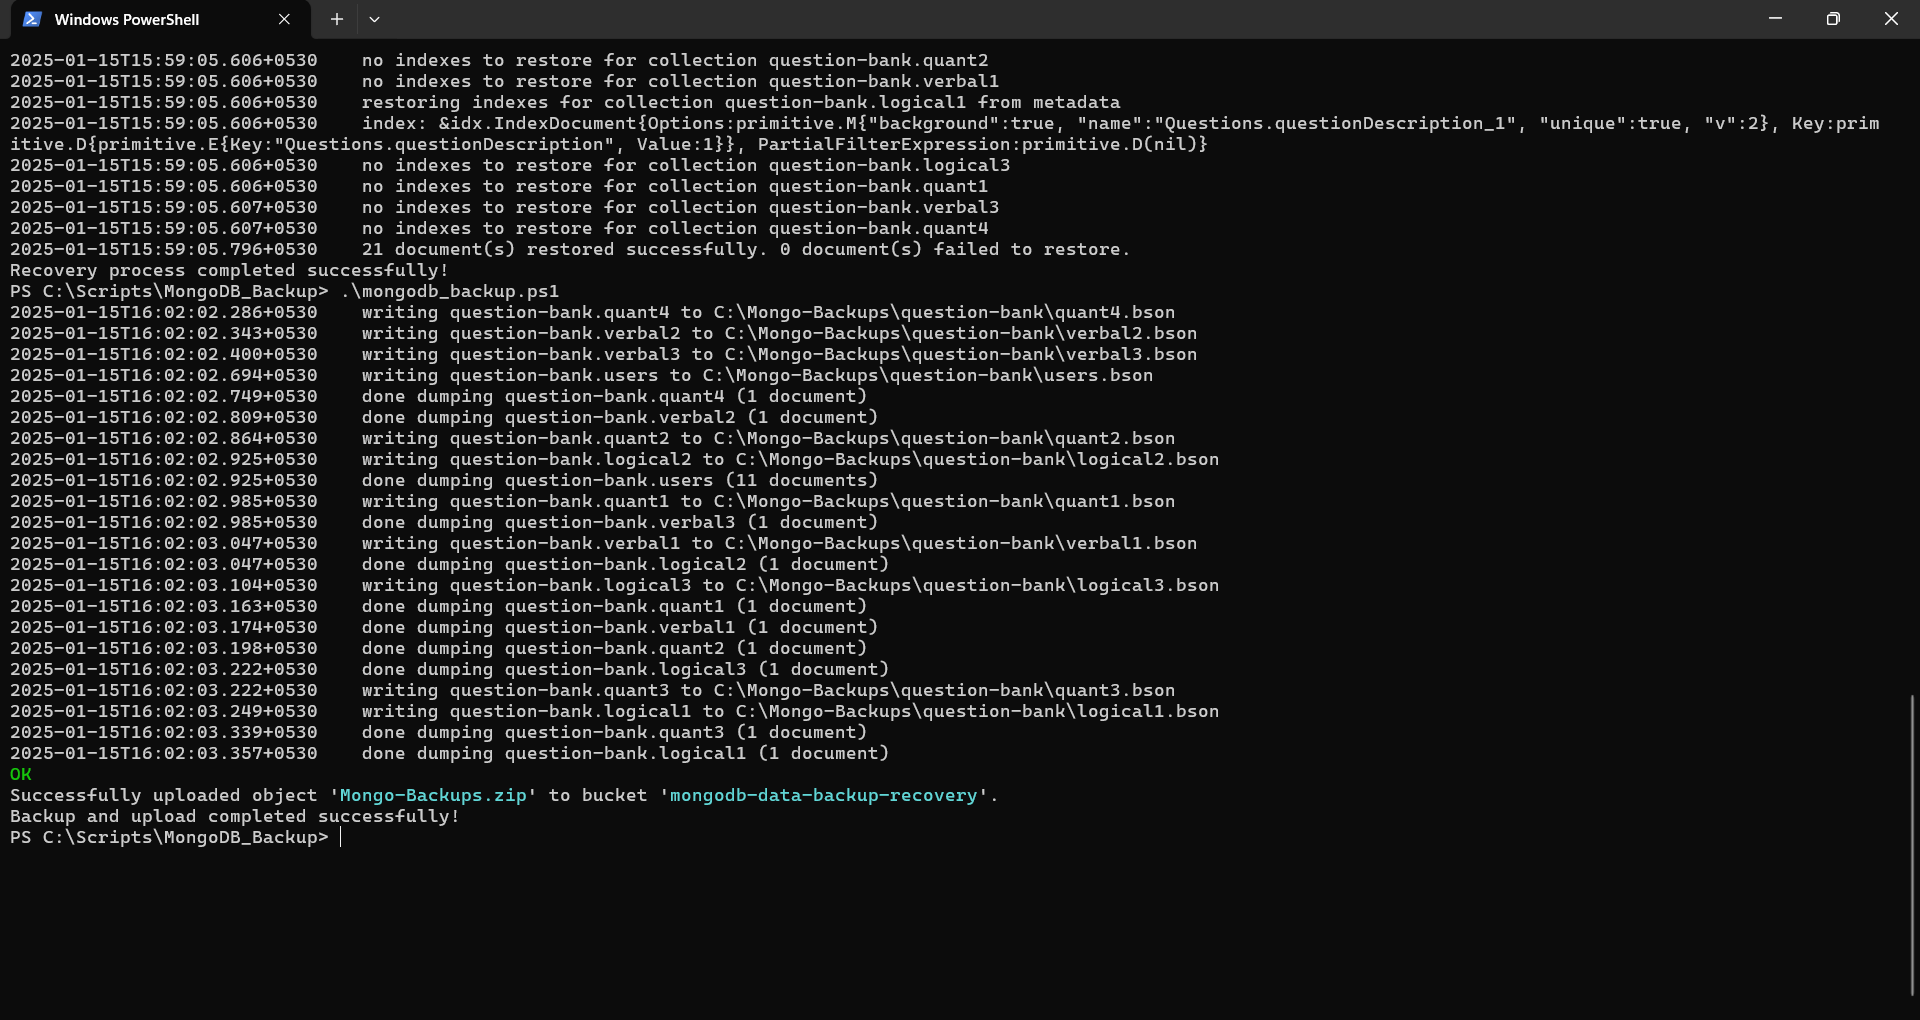 Windows PowerShell
2025-01-15T15:59:05.606+0530    no indexes to restore for collection question-bank.quant2
2025-01-15T15:59:05.606+0530    no indexes to restore for collection question-bank.verbal1
2025-01-15T15:59:05.606+0530    restoring indexes for collection question-bank.logical1 from metadata
2025-01-15T15:59:05.606+0530    index: &idx.IndexDocument{Options:primitive.M{"background":true, "name":"Questions.questionDescription_1", "unique":true, "v":2}, Key:prim
itive.D{primitive.E{Key:"Questions.questionDescription", Value:1}}, PartialFilterExpression:primitive.D(nil)}
2025-01-15T15:59:05.606+0530    no indexes to restore for collection question-bank.logical3
2025-01-15T15:59:05.606+0530    no indexes to restore for collection question-bank.quant1
2025-01-15T15:59:05.607+0530    no indexes to restore for collection question-bank.verbal3
2025-01-15T15:59:05.607+0530    no indexes to restore for collection question-bank.quant4
2025-01-15T15:59:05.796+0530    21 document(s) restored successfully. 0 document(s) failed to restore.
Recovery process completed successfully!
PS C:\Scripts\MongoDB_Backup> .\mongodb_backup.ps1
2025-01-15T16:02:02.286+0530    writing question-bank.quant4 to C:\Mongo-Backups\question-bank\quant4.bson
2025-01-15T16:02:02.343+0530    writing question-bank.verbal2 to C:\Mongo-Backups\question-bank\verbal2.bson
2025-01-15T16:02:02.400+0530    writing question-bank.verbal3 to C:\Mongo-Backups\question-bank\verbal3.bson
2025-01-15T16:02:02.694+0530    writing question-bank.users to C:\Mongo-Backups\question-bank\users.bson
2025-01-15T16:02:02.749+0530    done dumping question-bank.quant4 (1 document)
2025-01-15T16:02:02.809+0530    done dumping question-bank.verbal2 (1 document)
2025-01-15T16:02:02.864+0530    writing question-bank.quant2 to C:\Mongo-Backups\question-bank\quant2.bson
2025-01-15T16:02:02.925+0530    writing question-bank.logical2 to C:\Mongo-Backups\question-bank\logical2.bson
2025-01-15T16:02:02.925+0530    done dumping question-bank.users (11 documents)
2025-01-15T16:02:02.985+0530    writing question-bank.quant1 to C:\Mongo-Backups\question-bank\quant1.bson
2025-01-15T16:02:02.985+0530    done dumping question-bank.verbal3 (1 document)
2025-01-15T16:02:03.047+0530    writing question-bank.verbal1 to C:\Mongo-Backups\question-bank\verbal1.bson
2025-01-15T16:02:03.047+0530    done dumping question-bank.logical2 (1 document)
2025-01-15T16:02:03.104+0530    writing question-bank.logical3 to C:\Mongo-Backups\question-bank\logical3.bson
2025-01-15T16:02:03.163+0530    done dumping question-bank.quant1 (1 document)
2025-01-15T16:02:03.174+0530    done dumping question-bank.verbal1 (1 document)
2025-01-15T16:02:03.198+0530    done dumping question-bank.quant2 (1 document)
2025-01-15T16:02:03.222+0530    done dumping question-bank.logical3 (1 document)
2025-01-15T16:02:03.222+0530    writing question-bank.quant3 to C:\Mongo-Backups\question-bank\quant3.bson
2025-01-15T16:02:03.249+0530    writing question-bank.logical1 to C:\Mongo-Backups\question-bank\logical1.bson
2025-01-15T16:02:03.339+0530    done dumping question-bank.quant3 (1 document)
2025-01-15T16:02:03.357+0530    done dumping question-bank.logical1 (1 document)
OK
Successfully uploaded object 'Mongo-Backups.zip' to bucket 'mongodb-data-backup-recovery'.
Backup and upload completed successfully!
PS C:\Scripts\MongoDB_Backup>